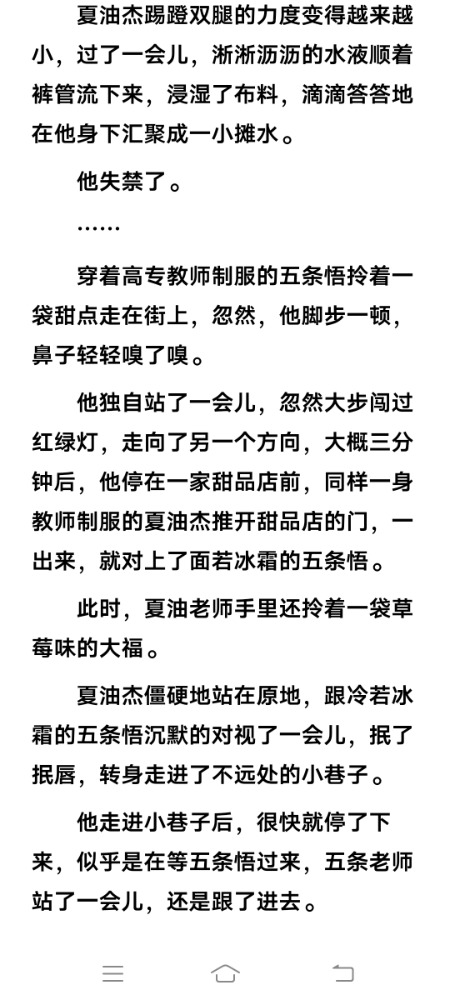 夏油杰踢蹬双腿的力度变得越来越
小，过了一会儿，淅淅沥沥的水液顺着
裤管流下来，浸湿了布料，滴滴答答地
在他身下汇聚成一小摊水。
他失禁了。
……
穿着高专教师制服的五条悟拎着一
袋甜点走在街上，忽然，他脚步一顿，
鼻子轻轻嗅了嗅。
他独自站了一会儿，忽然大步闯过
红绿灯，走向了另一个方向，大概三分
钟后，他停在一家甜品店前，同样一身
教师制服的夏油杰推开甜品店的门，一
出来，就对上了面若冰霜的五条悟。
此时，夏油老师手里还拎着一袋草
莓味的大福。
夏油杰僵硬地站在原地，跟冷若冰
霜的五条悟沉默的对视了一会儿，抿了
抿唇，转身走进了不远处的小巷子。
他走进小巷子后，很快就停了下
来，似乎是在等五条悟过来，五条老师
站了一会儿，还是跟了进去。